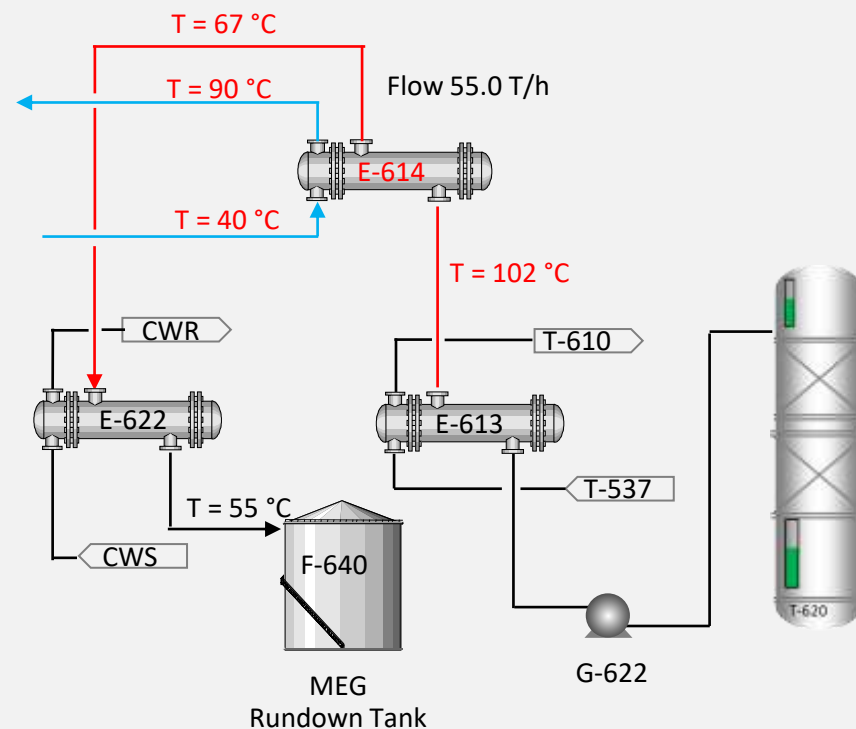 T = 67 °C
T = 90 °C
Flow 55.0 T/h
E-614
T = 40 °C
T = 102 °C
CWR
T-610
E-622
E-613
T-537
T = 55 °C
CWS
F-640
T-620
G-622
MEG
Rundown Tank